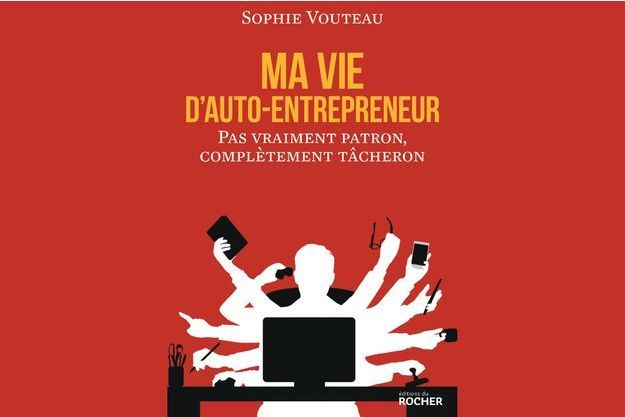 Sophie Vouteau
MA VIE
D'AUTO-ENTREPRENEUR
Pas vraiment patron,
complètement tâcheron
éditions du
ROCHER